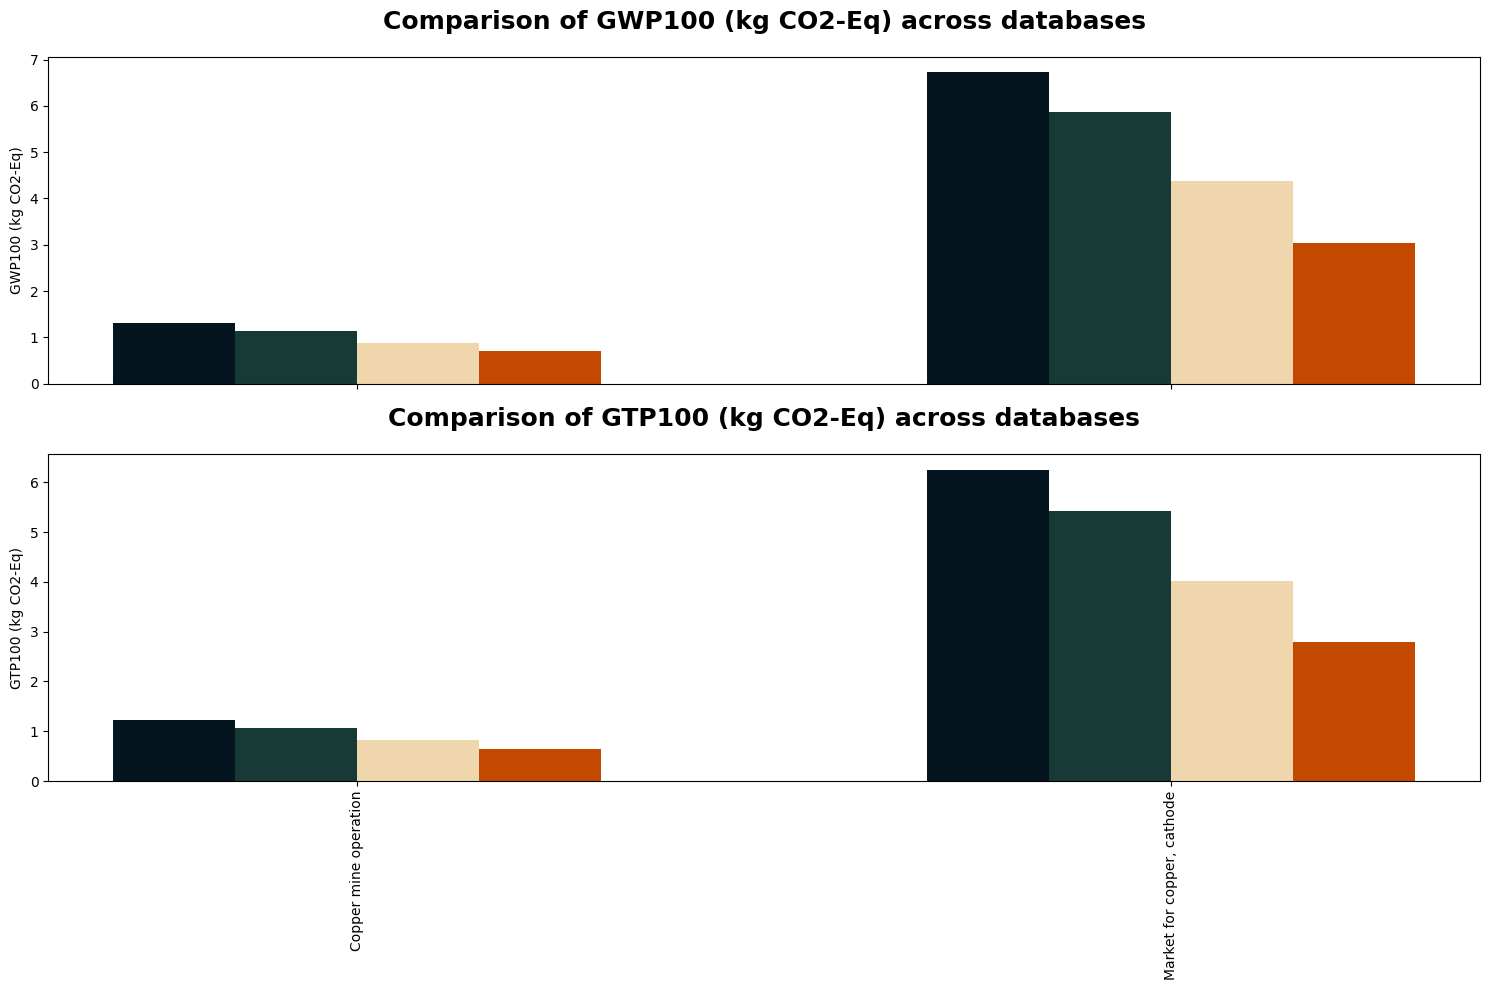 Comparison of GWP100 (kg CO2-Eq) across databases
7
6
5
4
3
2
1
0
GWP100 (kg CO2-Eq)
Comparison of GTP100 (kg CO2-Eq) across databases
6
5
4
3
2
1
0
GTP100 (kg CO2-Eq)
Copper mine operation
Market for copper, cathode